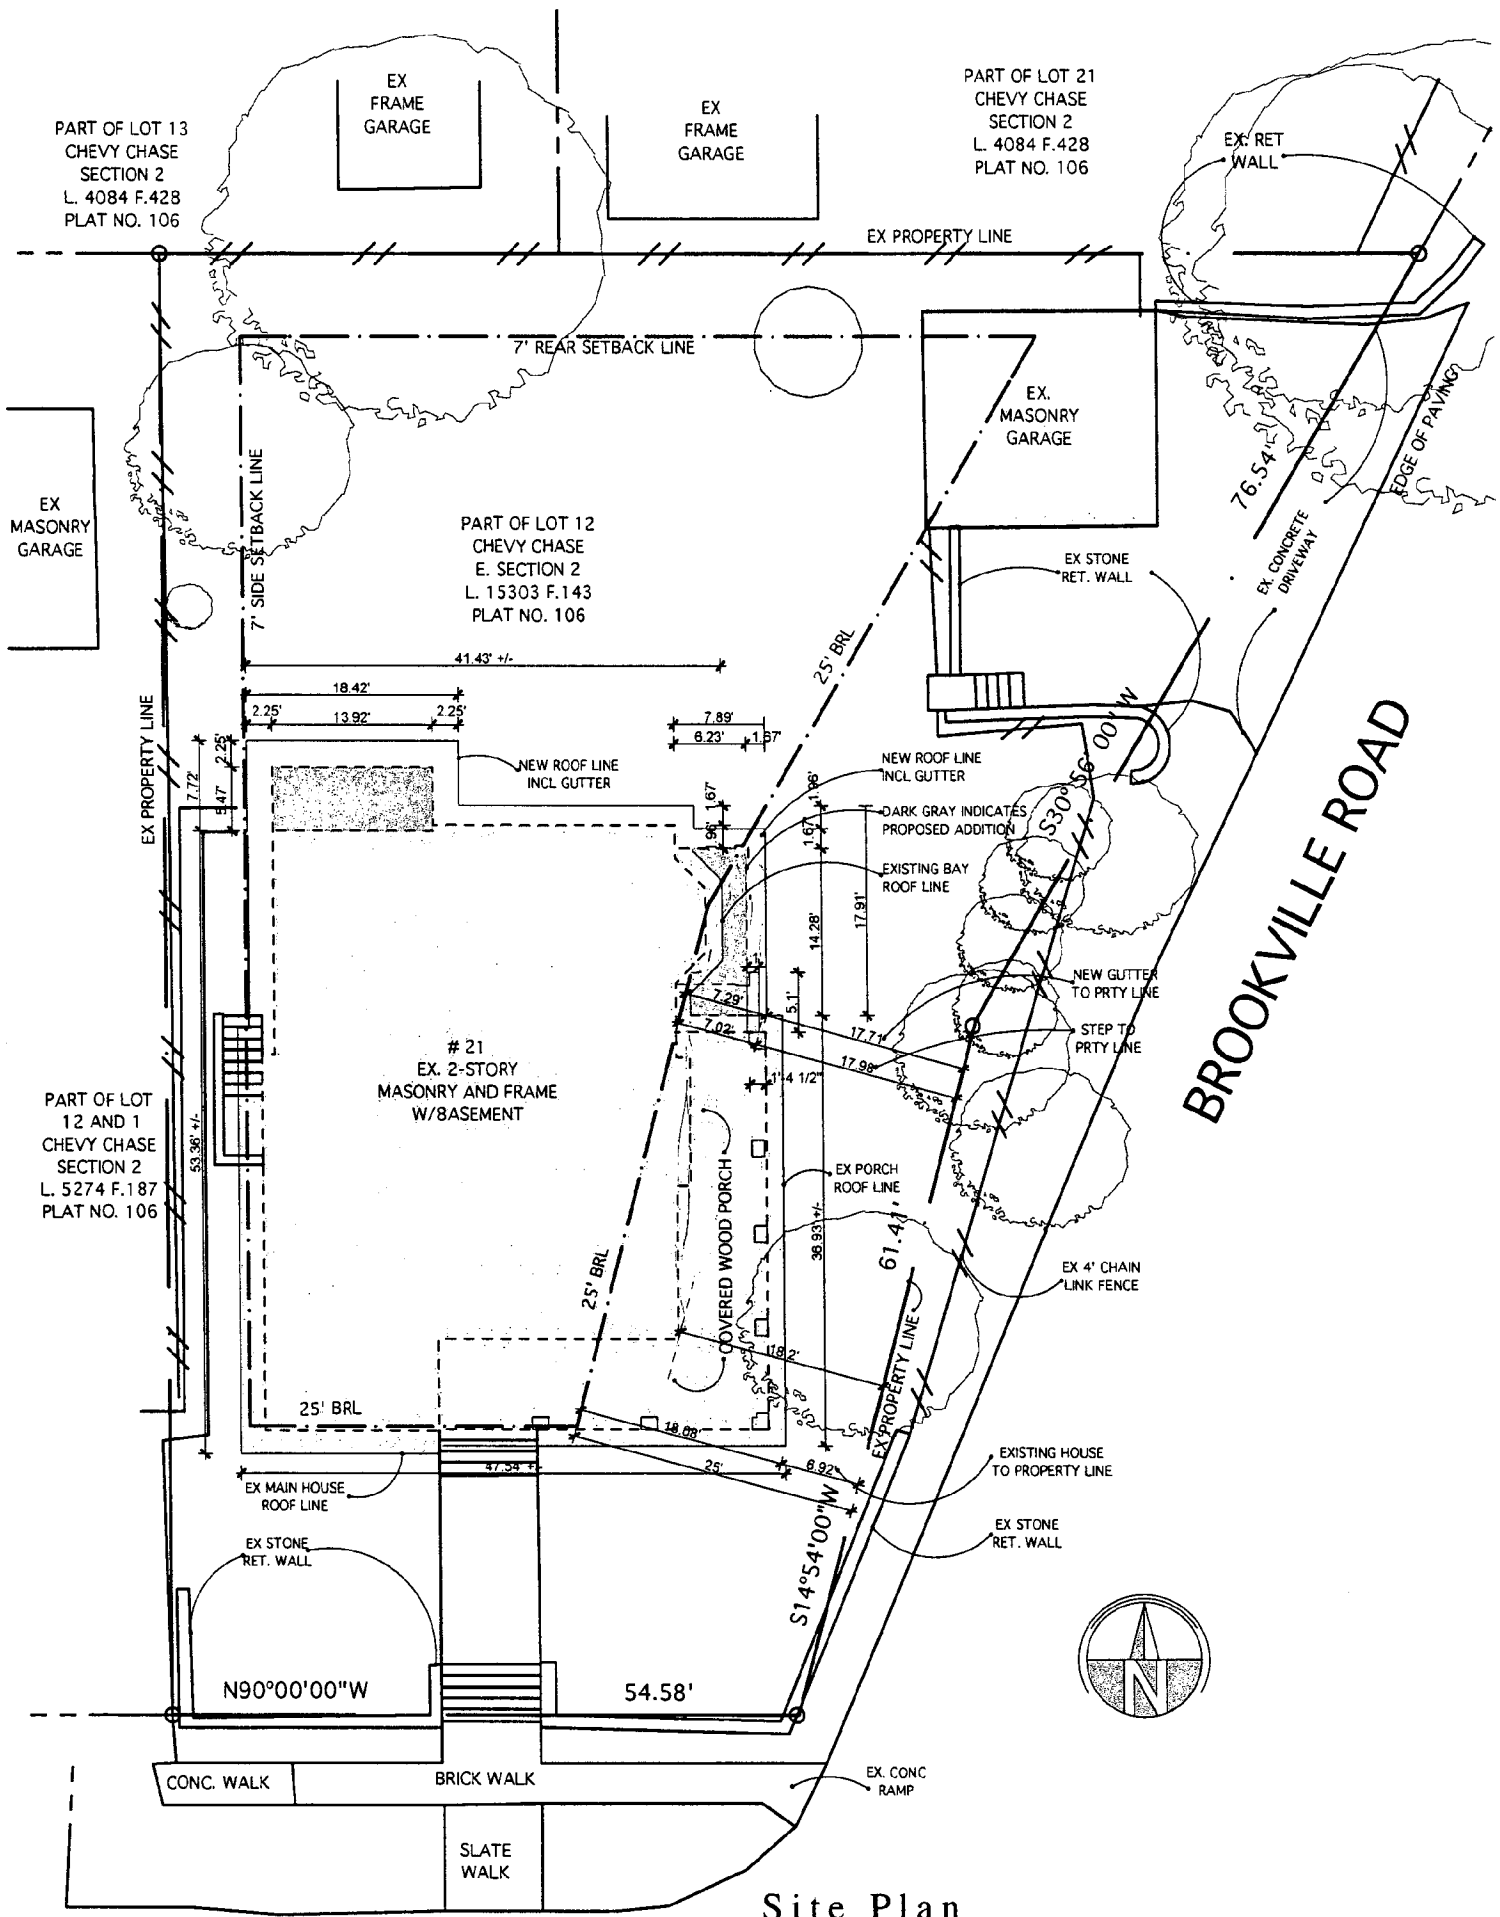 PART OF LOT 13
CHEVY CHASE
SECTION 2
L. 4084 F.428
PLAT NO. 106
EX
FRAME
GARAGE
EX
FRAME
GARAGE
PART OF LOT 21
CHEVY CHASE
SECTION 2
L. 4084 F.428
PLAT NO. 106
EX. RET
WALL
EX PROPERTY LINE
7' REAR SETBACK LINE
EX.
MASONRY
GARAGE
76.54'
EDGE OF PAVING
EX
MASONRY
GARAGE
7' SIDE SETBACK LINE
PART OF LOT 12
CHEVY CHASE
E. SECTION 2
L. 15303 F.143
PLAT NO. 106
EX STONE
RET. WALL
EX. CONCRETE
DRIVEWAY
25' BRL
41.43' +/-
18.42'
2.25'
13.92'
2.25'
7.89'
6.23'
1.67'
EX PROPERTY LINE
7.72'
2.25'
5.47'
NEW ROOF LINE
INCL GUTTER
1.67'
1.96'
NEW ROOF LINE
INCL GUTTER
1.96'
1.67'
DARK GRAY INDICATES
PROPOSED ADDITION
EXISTING BAY
ROOF LINE
S30°56'00"W
BROOKVILLE ROAD
14.28'
17.91'
NEW GUTTER
TO PRTY LINE
7.29'
5.1'
17.71'
7.02'
17.98'
STEP TO
PRTY LINE
1'-4 1/2"
# 21
EX. 2-STORY
MASONRY AND FRAME
W/BASEMENT
PART OF LOT
12 AND 1
CHEVY CHASE
SECTION 2
L. 5274 F.187
PLAT NO. 106
53.36' +/-
COVERED WOOD PORCH
EX PORCH
ROOF LINE
36.93' +/-
61.41'
25' BRL
EX 4' CHAIN
LINK FENCE
EX PROPERTY LINE
18.2'
25' BRL
18.08'
6.92'
25'
47.54' +/-
EXISTING HOUSE
TO PROPERTY LINE
EX MAIN HOUSE
ROOF LINE
S14°54'00"W
EX STONE
RET. WALL
EX STONE
RET. WALL
N
N90°00'00"W
54.58'
CONC. WALK
BRICK WALK
EX. CONC
RAMP
SLATE
WALK
Site Plan